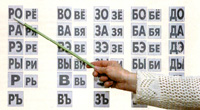 РО РЁ ВО ВЁ ЗО ЗЁ БО БЁ ДО
РА РЯ ВА ВЯ ЗА ЗЯ БА БЯ ДА
РЭ РЕ ВЭ ВЕ ЗЭ ЗЕ БЭ БЕ ДЭ
РЫ РИ ВЫ ВИ ЗЫ ЗИ БЫ БИ ДЫ
Р РЬ В
РЪ ВЪ ЗЪ